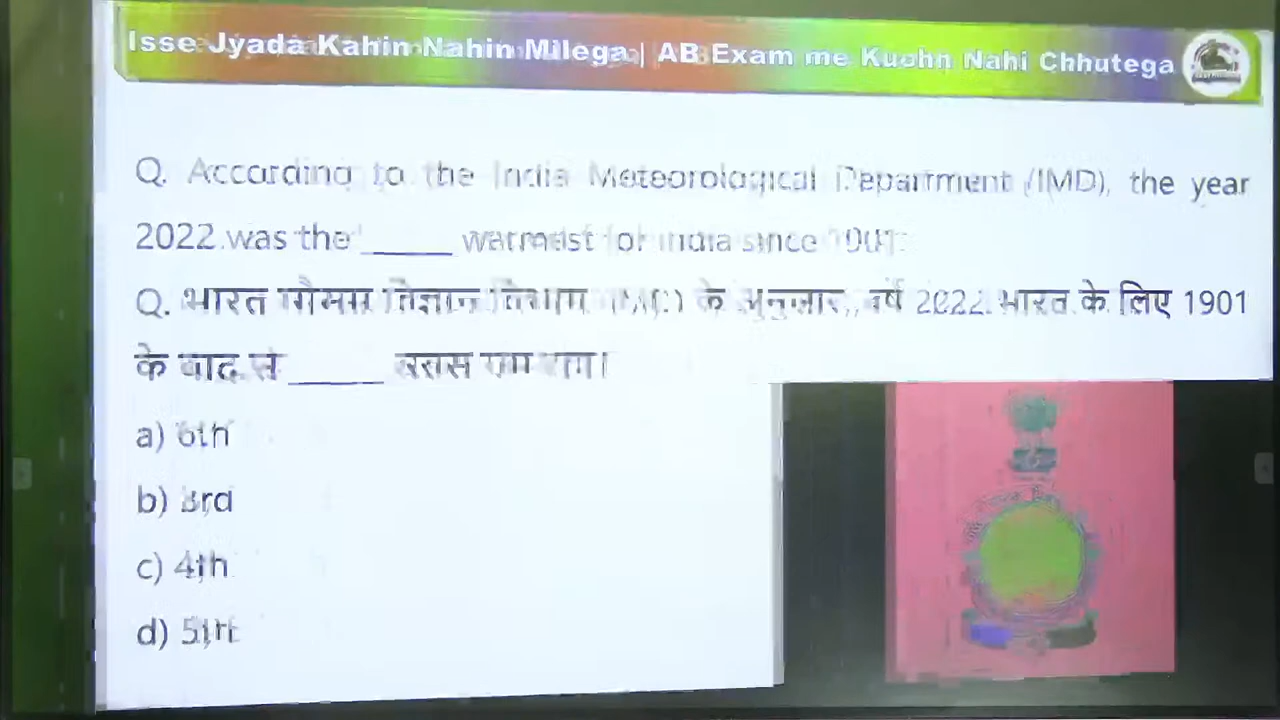 Isse Jyada Kahin Nahin Milega | AB Exam me Kuchh Nahi Chhutega
Q. According to the India Meteorological Department (IMD), the year
2022 was the _____ warmest for India since 1901.
Q. भारत मौसम विज्ञान विभाग (IMD) के अनुसार, वर्ष 2022 भारत के लिए 1901
के बाद से _____
a) 6th
b) 3rd
c) 4th
d) 5th